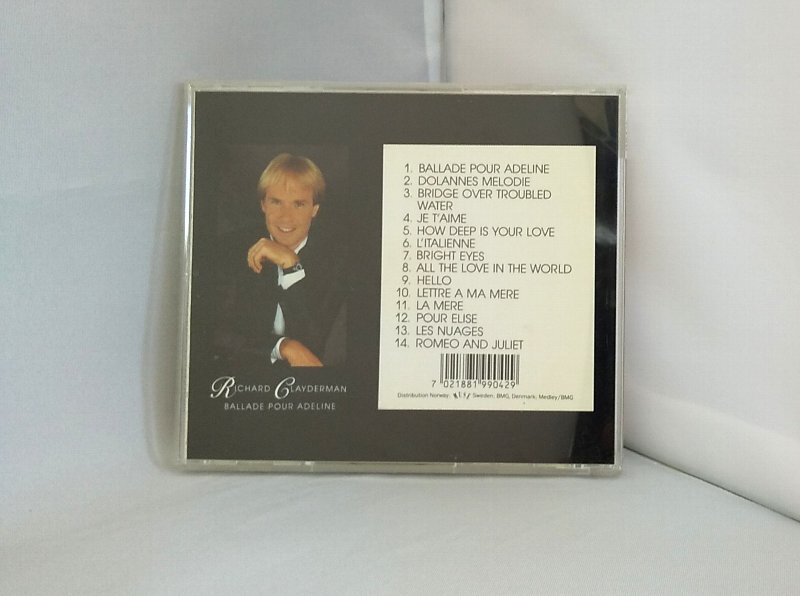 1. BALLADE POUR ADELINE
2. DOLANNES MELODIE
3. BRIDGE OVER TROUBLED
WATER
4. JE T'AIME
5. HOW DEEP IS YOUR LOVE
6. L'ITALIENNE
7. BRIGHT EYES
8. ALL THE LOVE IN THE WORLD
9. HELLO
10. LETTRE A MA MERE
11. LA MERE
12. POUR ELISE
13. LES NUAGES
14. ROMEO AND JULIET
7 021881 990429
Distribution Norway: Sweden, BMG, Denmark, Medley/BMG
RICHARD CLAYDERMAN
BALLADE POUR ADELINE